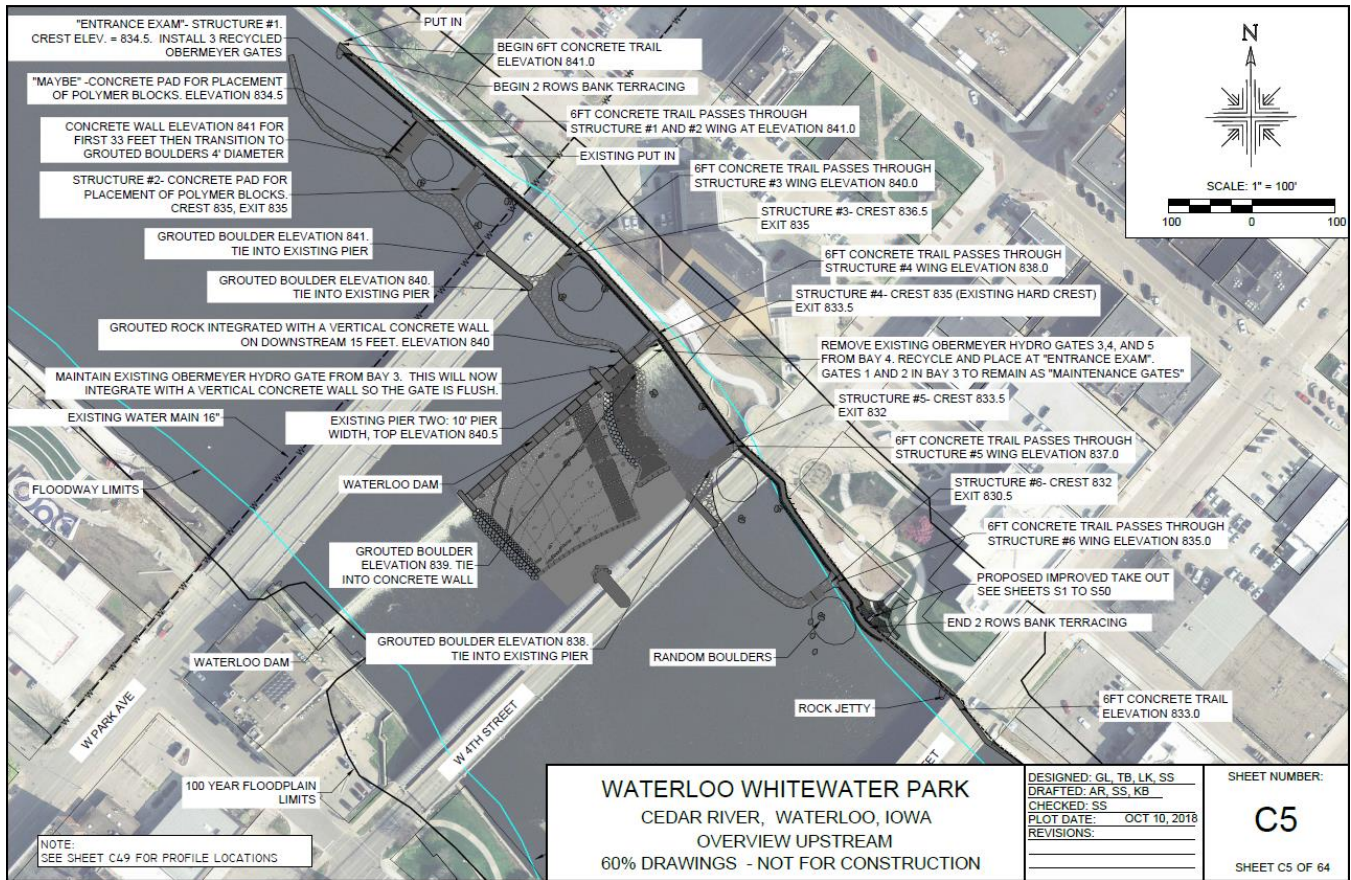 "ENTRANCE EXAM"- STRUCTURE #1.
CREST ELEV. = 834.5. INSTALL 3 RECYCLED
OBERMEYER GATES
"MAYBE" -CONCRETE PAD FOR PLACEMENT
OF POLYMER BLOCKS. ELEVATION 834.5
CONCRETE WALL ELEVATION 841 FOR
FIRST 33 FEET THEN TRANSITION TO
GROUTED BOULDERS 4' DIAMETER
STRUCTURE #2- CONCRETE PAD FOR
PLACEMENT OF POLYMER BLOCKS.
CREST 835, EXIT 835
GROUTED BOULDER ELEVATION 841.
TIE INTO EXISTING PIER
GROUTED BOULDER ELEVATION 840.
TIE INTO EXISTING PIER
GROUTED ROCK INTEGRATED WITH A VERTICAL CONCRETE WALL
ON DOWNSTREAM 15 FEET. ELEVATION 840
MAINTAIN EXISTING OBERMEYER HYDRO GATE FROM BAY 3. THIS WILL NOW
INTEGRATE WITH A VERTICAL CONCRETE WALL SO THE GATE IS FLUSH.
EXISTING WATER MAIN 16"
EXISTING PIER TWO: 10' PIER
WIDTH, TOP ELEVATION 840.5
WATERLOO DAM
FLOODWAY LIMITS
GROUTED BOULDER
ELEVATION 839. TIE
INTO CONCRETE WALL
GROUTED BOULDER ELEVATION 838.
TIE INTO EXISTING PIER
WATERLOO DAM
W PARK AVE
W 4TH STREET
100 YEAR FLOODPLAIN
LIMITS
NOTE:
SEE SHEET C49 FOR PROFILE LOCATIONS
PUT IN
BEGIN 6FT CONCRETE TRAIL
ELEVATION 841.0
BEGIN 2 ROWS BANK TERRACING
6FT CONCRETE TRAIL PASSES THROUGH
STRUCTURE #1 AND #2 WING AT ELEVATION 841.0
EXISTING PUT IN
6FT CONCRETE TRAIL PASSES THROUGH
STRUCTURE #3 WING ELEVATION 840.0
STRUCTURE #3- CREST 836.5
EXIT 835
6FT CONCRETE TRAIL PASSES THROUGH
STRUCTURE #4 WING ELEVATION 838.0
STRUCTURE #4- CREST 835 (EXISTING HARD CREST)
EXIT 833.5
REMOVE EXISTING OBERMEYER HYDRO GATES 3,4, AND 5
FROM BAY 4. RECYCLE AND PLACE AT "ENTRANCE EXAM".
GATES 1 AND 2 IN BAY 3 TO REMAIN AS "MAINTENANCE GATES"
STRUCTURE #5- CREST 833.5
EXIT 832
6FT CONCRETE TRAIL PASSES THROUGH
STRUCTURE #5 WING ELEVATION 837.0
STRUCTURE #6- CREST 832
EXIT 830.5
6FT CONCRETE TRAIL PASSES THROUGH
STRUCTURE #6 WING ELEVATION 835.0
PROPOSED IMPROVED TAKE OUT
SEE SHEETS S1 TO S50
END 2 ROWS BANK TERRACING
RANDOM BOULDERS
ROCK JETTY
6FT CONCRETE TRAIL
ELEVATION 833.0
N
SCALE: 1" = 100'
100 0 100
WATERLOO WHITEWATER PARK
CEDAR RIVER, WATERLOO, IOWA
OVERVIEW UPSTREAM
60% DRAWINGS - NOT FOR CONSTRUCTION
DESIGNED: GL, TB, LK, SS
DRAFTED: AR, SS, KB
CHECKED: SS
PLOT DATE: OCT 10, 2018
REVISIONS:
SHEET NUMBER:
C5
SHEET C5 OF 64